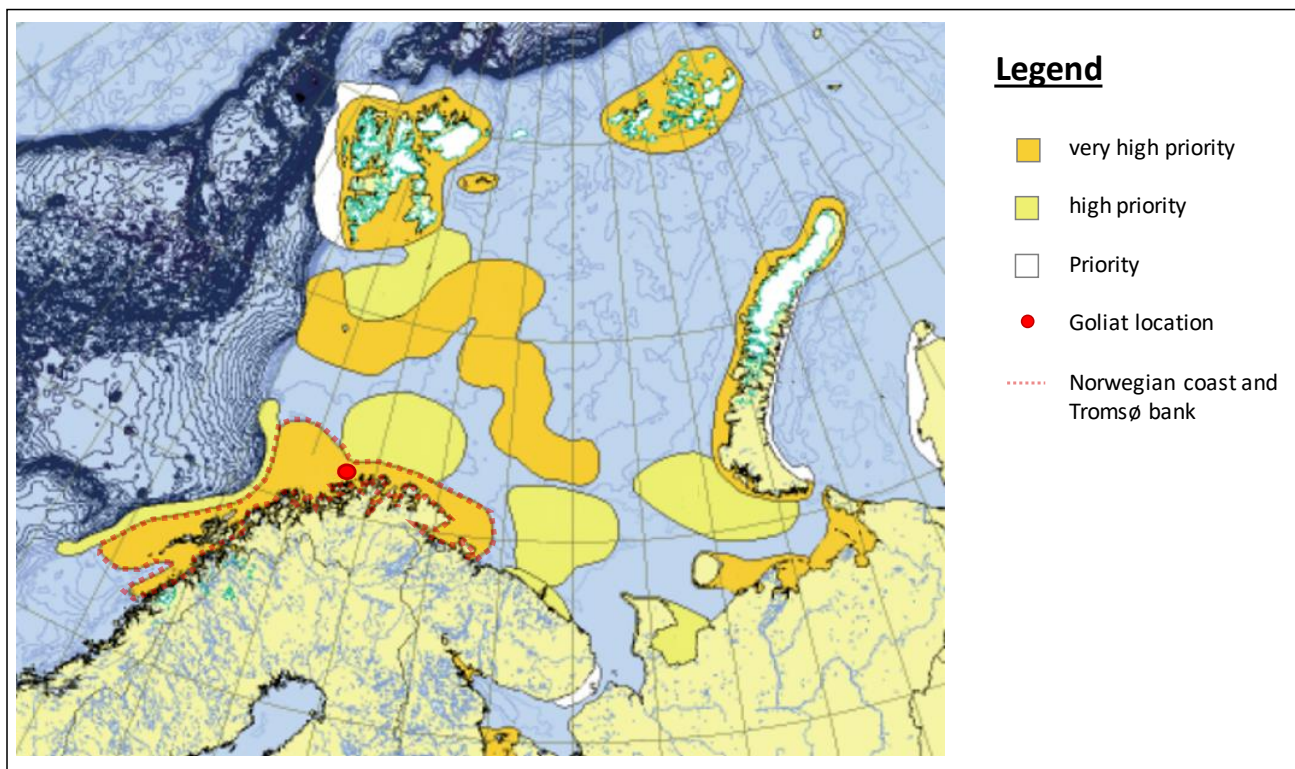 Legend
very high priority
high priority
Priority
Goliat location
Norwegian coast and
Tromsø bank